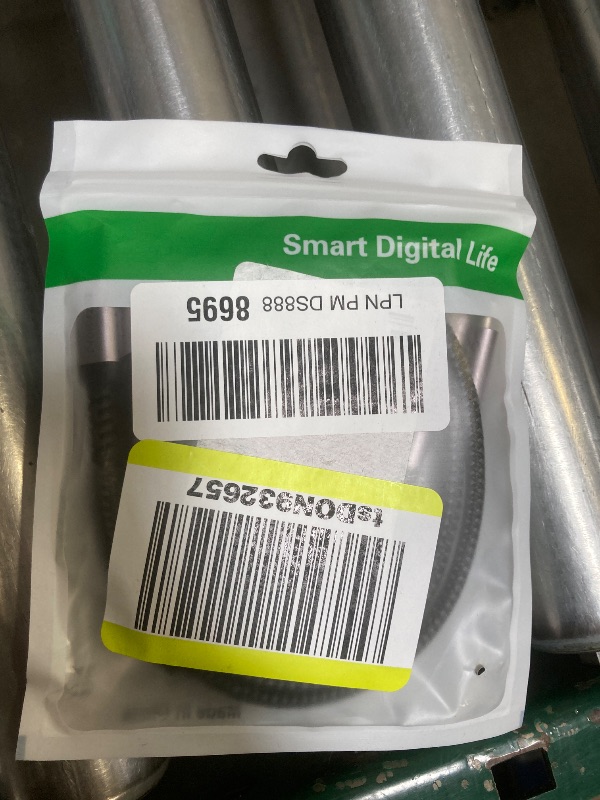 Smart Digital Life
LPN PM DS888 8695
tsDON932657